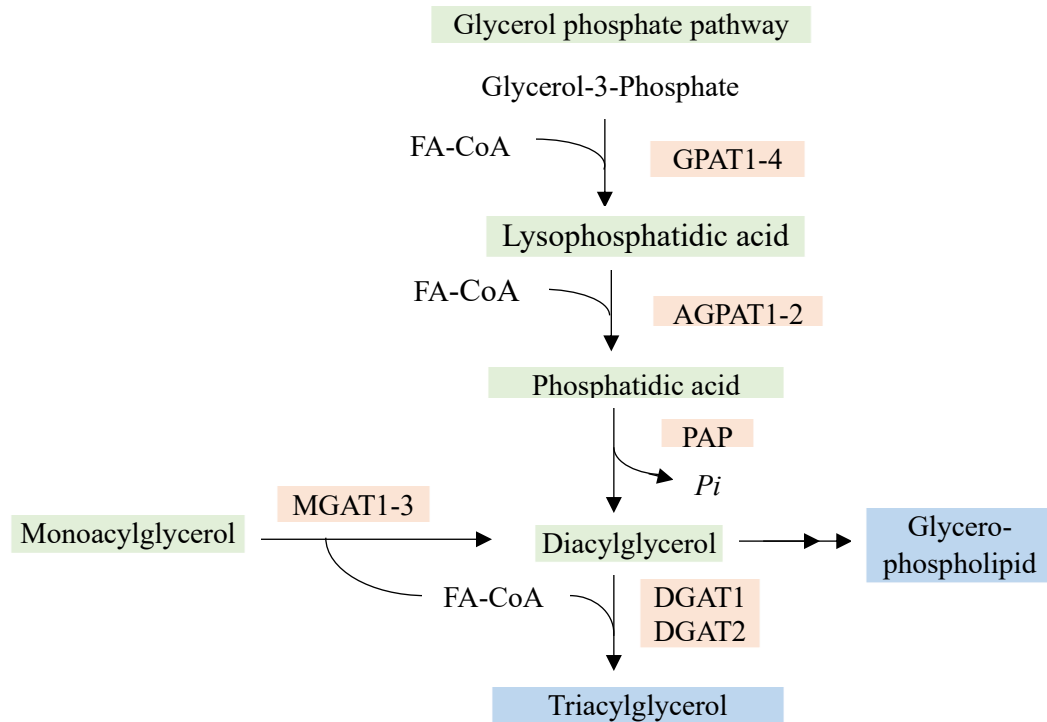 Glycerol phosphate pathway
Glycerol-3-Phosphate
FA-CoA
GPAT1-4
Lysophosphatidic acid
FA-CoA
AGPAT1-2
Phosphatidic acid
PAP
Pi
MGAT1-3
Monoacylglycerol
Diacylglycerol
Glycero-
phospholipid
FA-CoA
DGAT1
DGAT2
Triacylglycerol